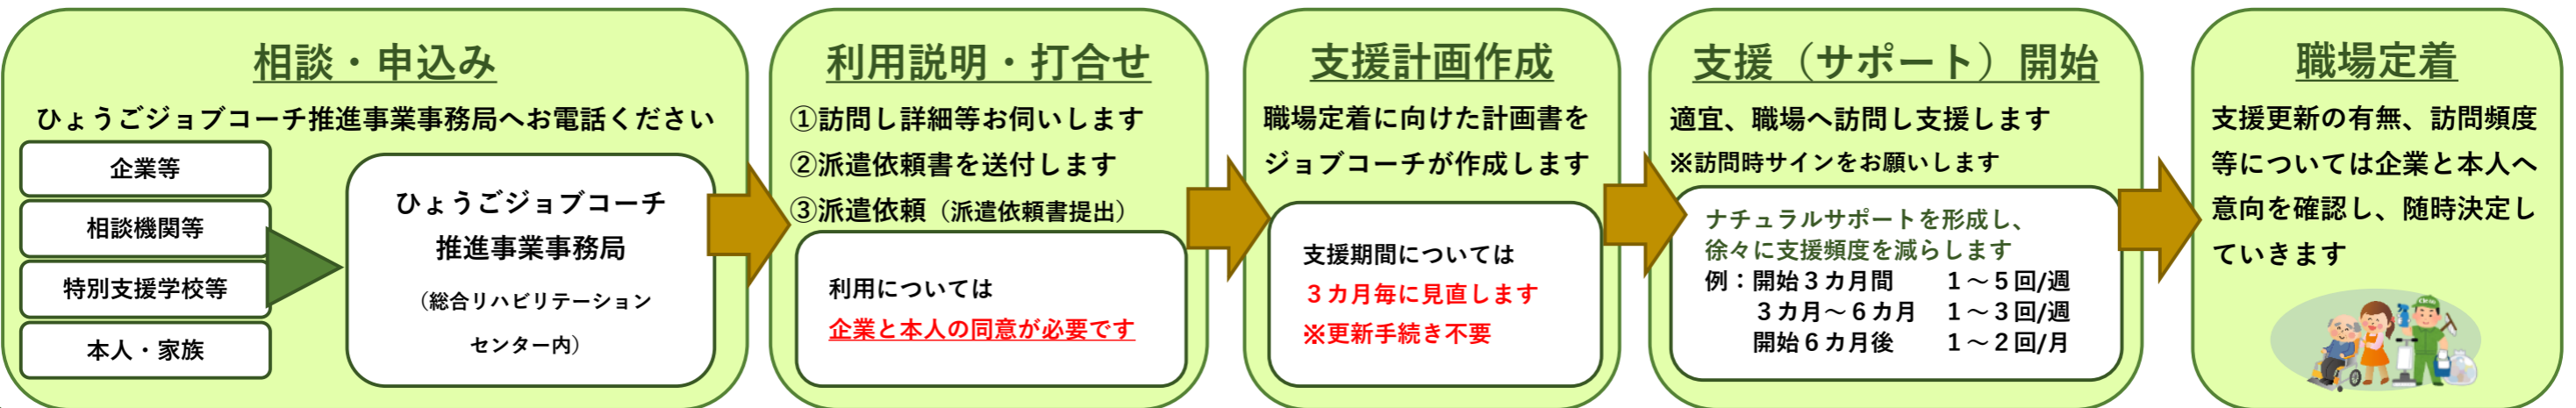 相談・申込み
ひょうごジョブコーチ推進事業事務局へお電話ください
企業等
相談機関等
特別支援学校等
本人・家族
ひょうごジョブコーチ
推進事業事務局
（総合リハビリテーション
センター内）
利用説明・打合せ
①訪問し詳細等お伺いします
②派遣依頼書を送付します
③派遣依頼（派遣依頼書提出）
利用については
企業と本人の同意が必要です
支援計画作成
職場定着に向けた計画書を
ジョブコーチが作成します
支援期間については
３カ月毎に見直します
※更新手続き不要
支援（サポート）開始
適宜、職場へ訪問し支援します
※訪問時サインをお願いします
ナチュラルサポートを形成し、
徐々に支援頻度を減らします
例：開始３カ月間　１～５回/週
３カ月～６カ月　１～３回/週
開始６カ月後　１～２回/月
職場定着
支援更新の有無、訪問頻度
等については企業と本人へ
意向を確認し、随時決定し
ていきます